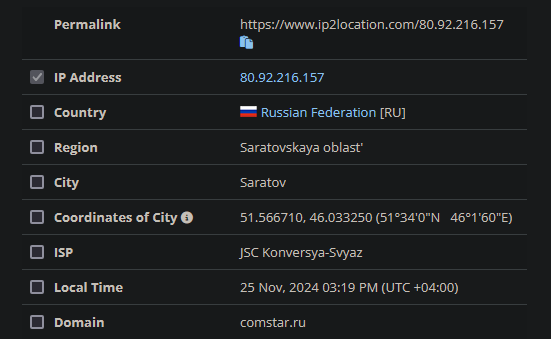 Permalink https://www.ip2location.com/80.92.216.157
IP Address 80.92.216.157
Country Russian Federation [RU]
Region Saratovskaya oblast'
City Saratov
Coordinates of City 51.566710, 46.033250 (51°34'0"N 46°1'60"E)
ISP JSC Konversya-Svyaz
Local Time 25 Nov, 2024 03:19 PM (UTC +04:00)
Domain comstar.ru